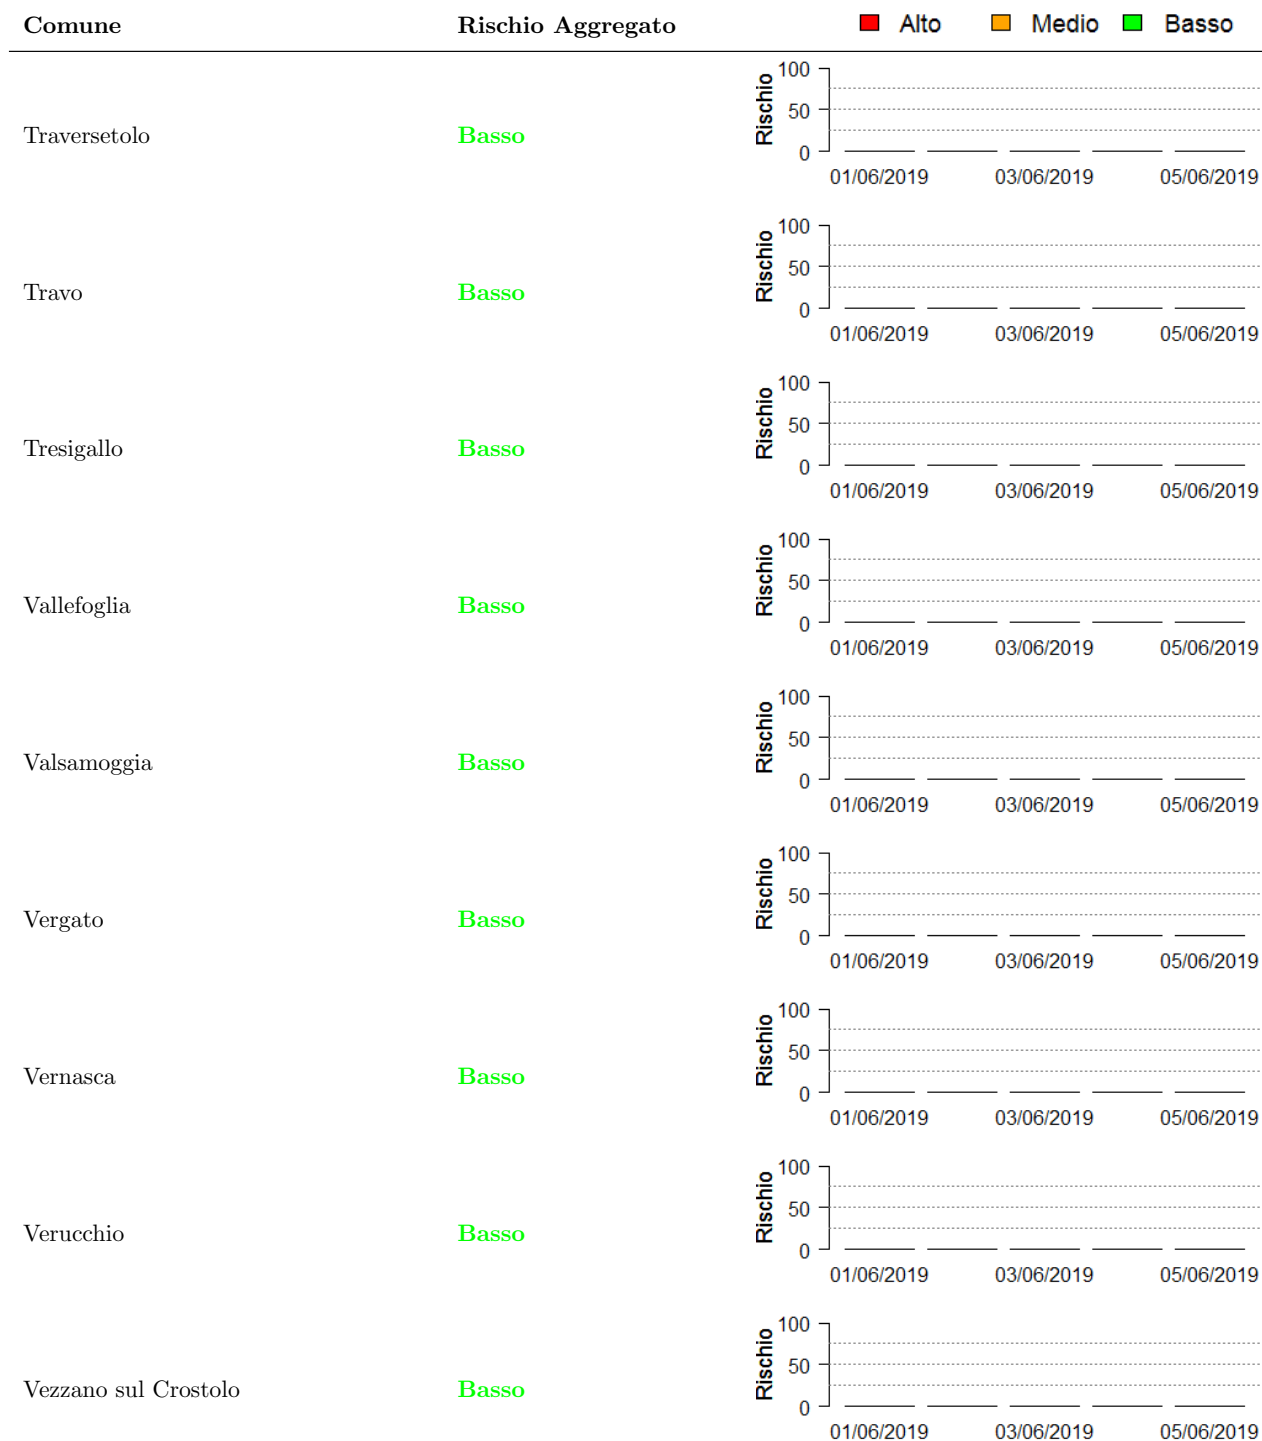 Comune Rischio Aggregato Alto Medio Basso
100
50
0
Rischio
Traversetolo Basso
01/06/2019 03/06/2019 05/06/2019
100
50
0
Rischio
Travo Basso
01/06/2019 03/06/2019 05/06/2019
100
50
0
Rischio
Tresigallo Basso
01/06/2019 03/06/2019 05/06/2019
100
50
0
Rischio
Vallefoglia Basso
01/06/2019 03/06/2019 05/06/2019
100
50
0
Rischio
Valsamoggia Basso
01/06/2019 03/06/2019 05/06/2019
100
50
0
Rischio
Vergato Basso
01/06/2019 03/06/2019 05/06/2019
100
50
0
Rischio
Vernasca Basso
01/06/2019 03/06/2019 05/06/2019
100
50
0
Rischio
Verucchio Basso
01/06/2019 03/06/2019 05/06/2019
100
50
0
Rischio
Vezzano sul Crostolo Basso
01/06/2019 03/06/2019 05/06/2019